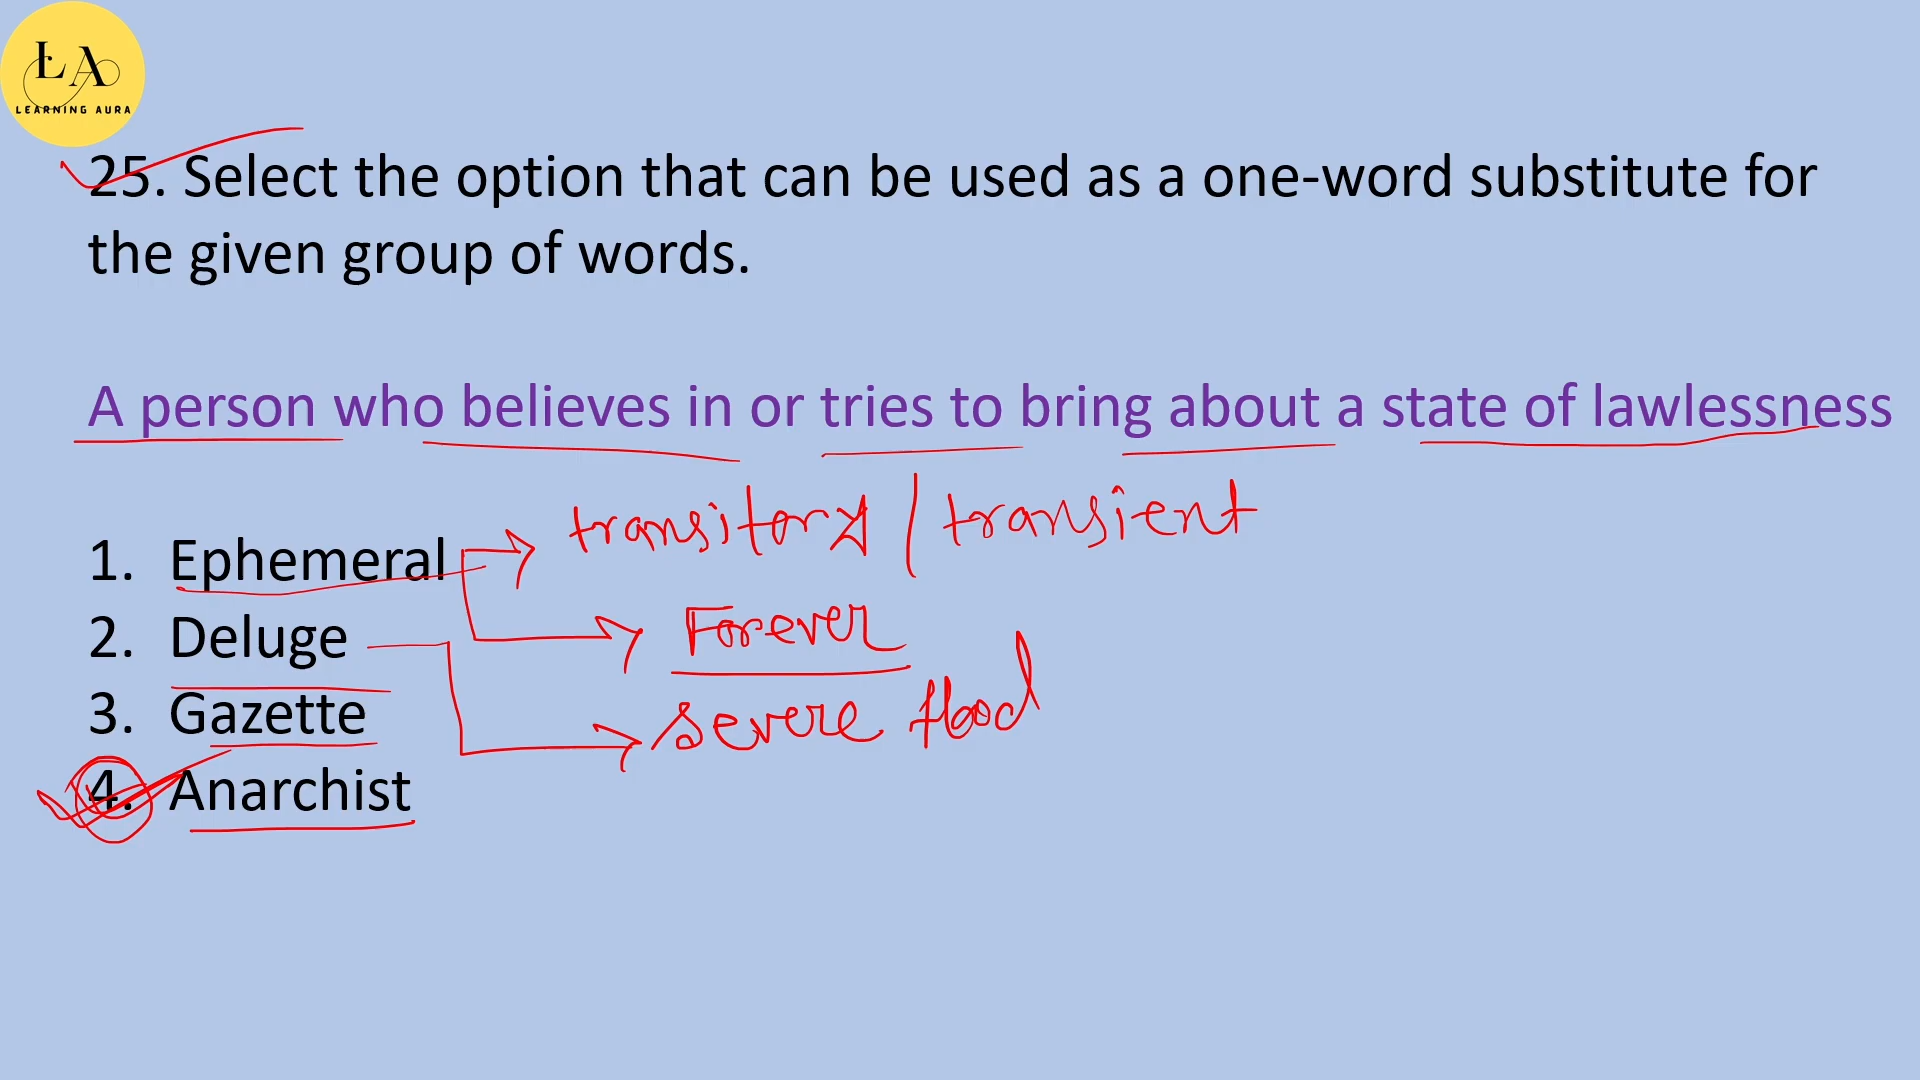 LA
LEARNING AURA
25. Select the option that can be used as a one-word substitute for
the given group of words.
A person who believes in or tries to bring about a state of lawlessness
transitory / transient
1. Ephemeral
Forever
2. Deluge
severe flood
3. Gazette
4. Anarchist